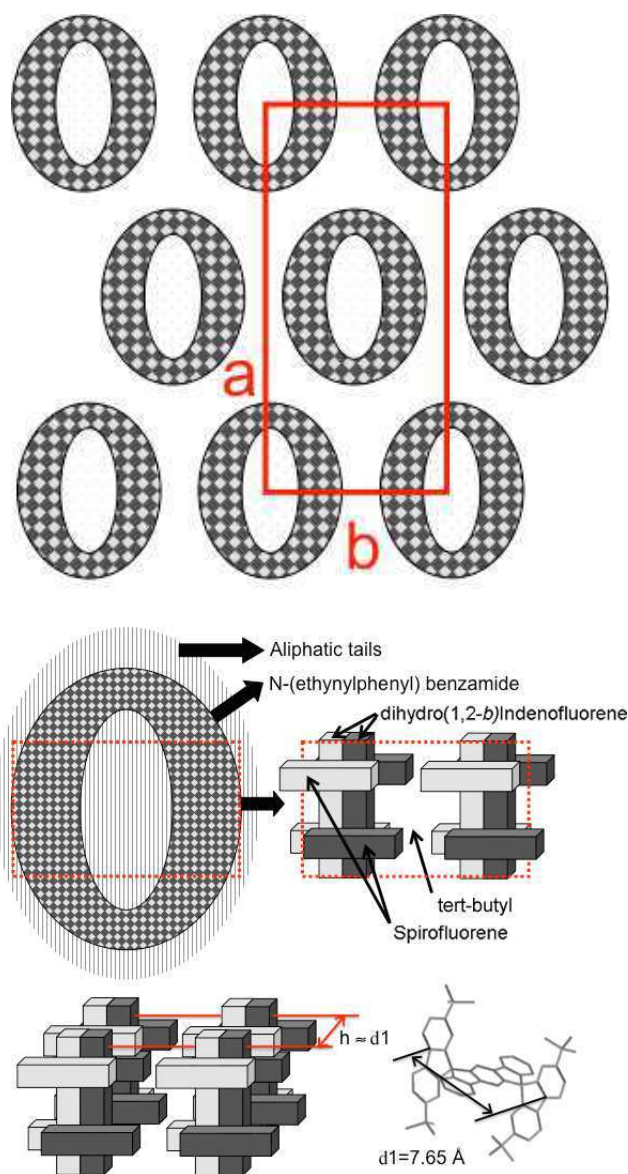 a
b
Aliphatic tails
N-(ethynylphenyl) benzamide
dihydro(1,2-b)Indenofluorene
tert-butyl
Spirofluorene
h ≈ d1
d1=7.65 Å